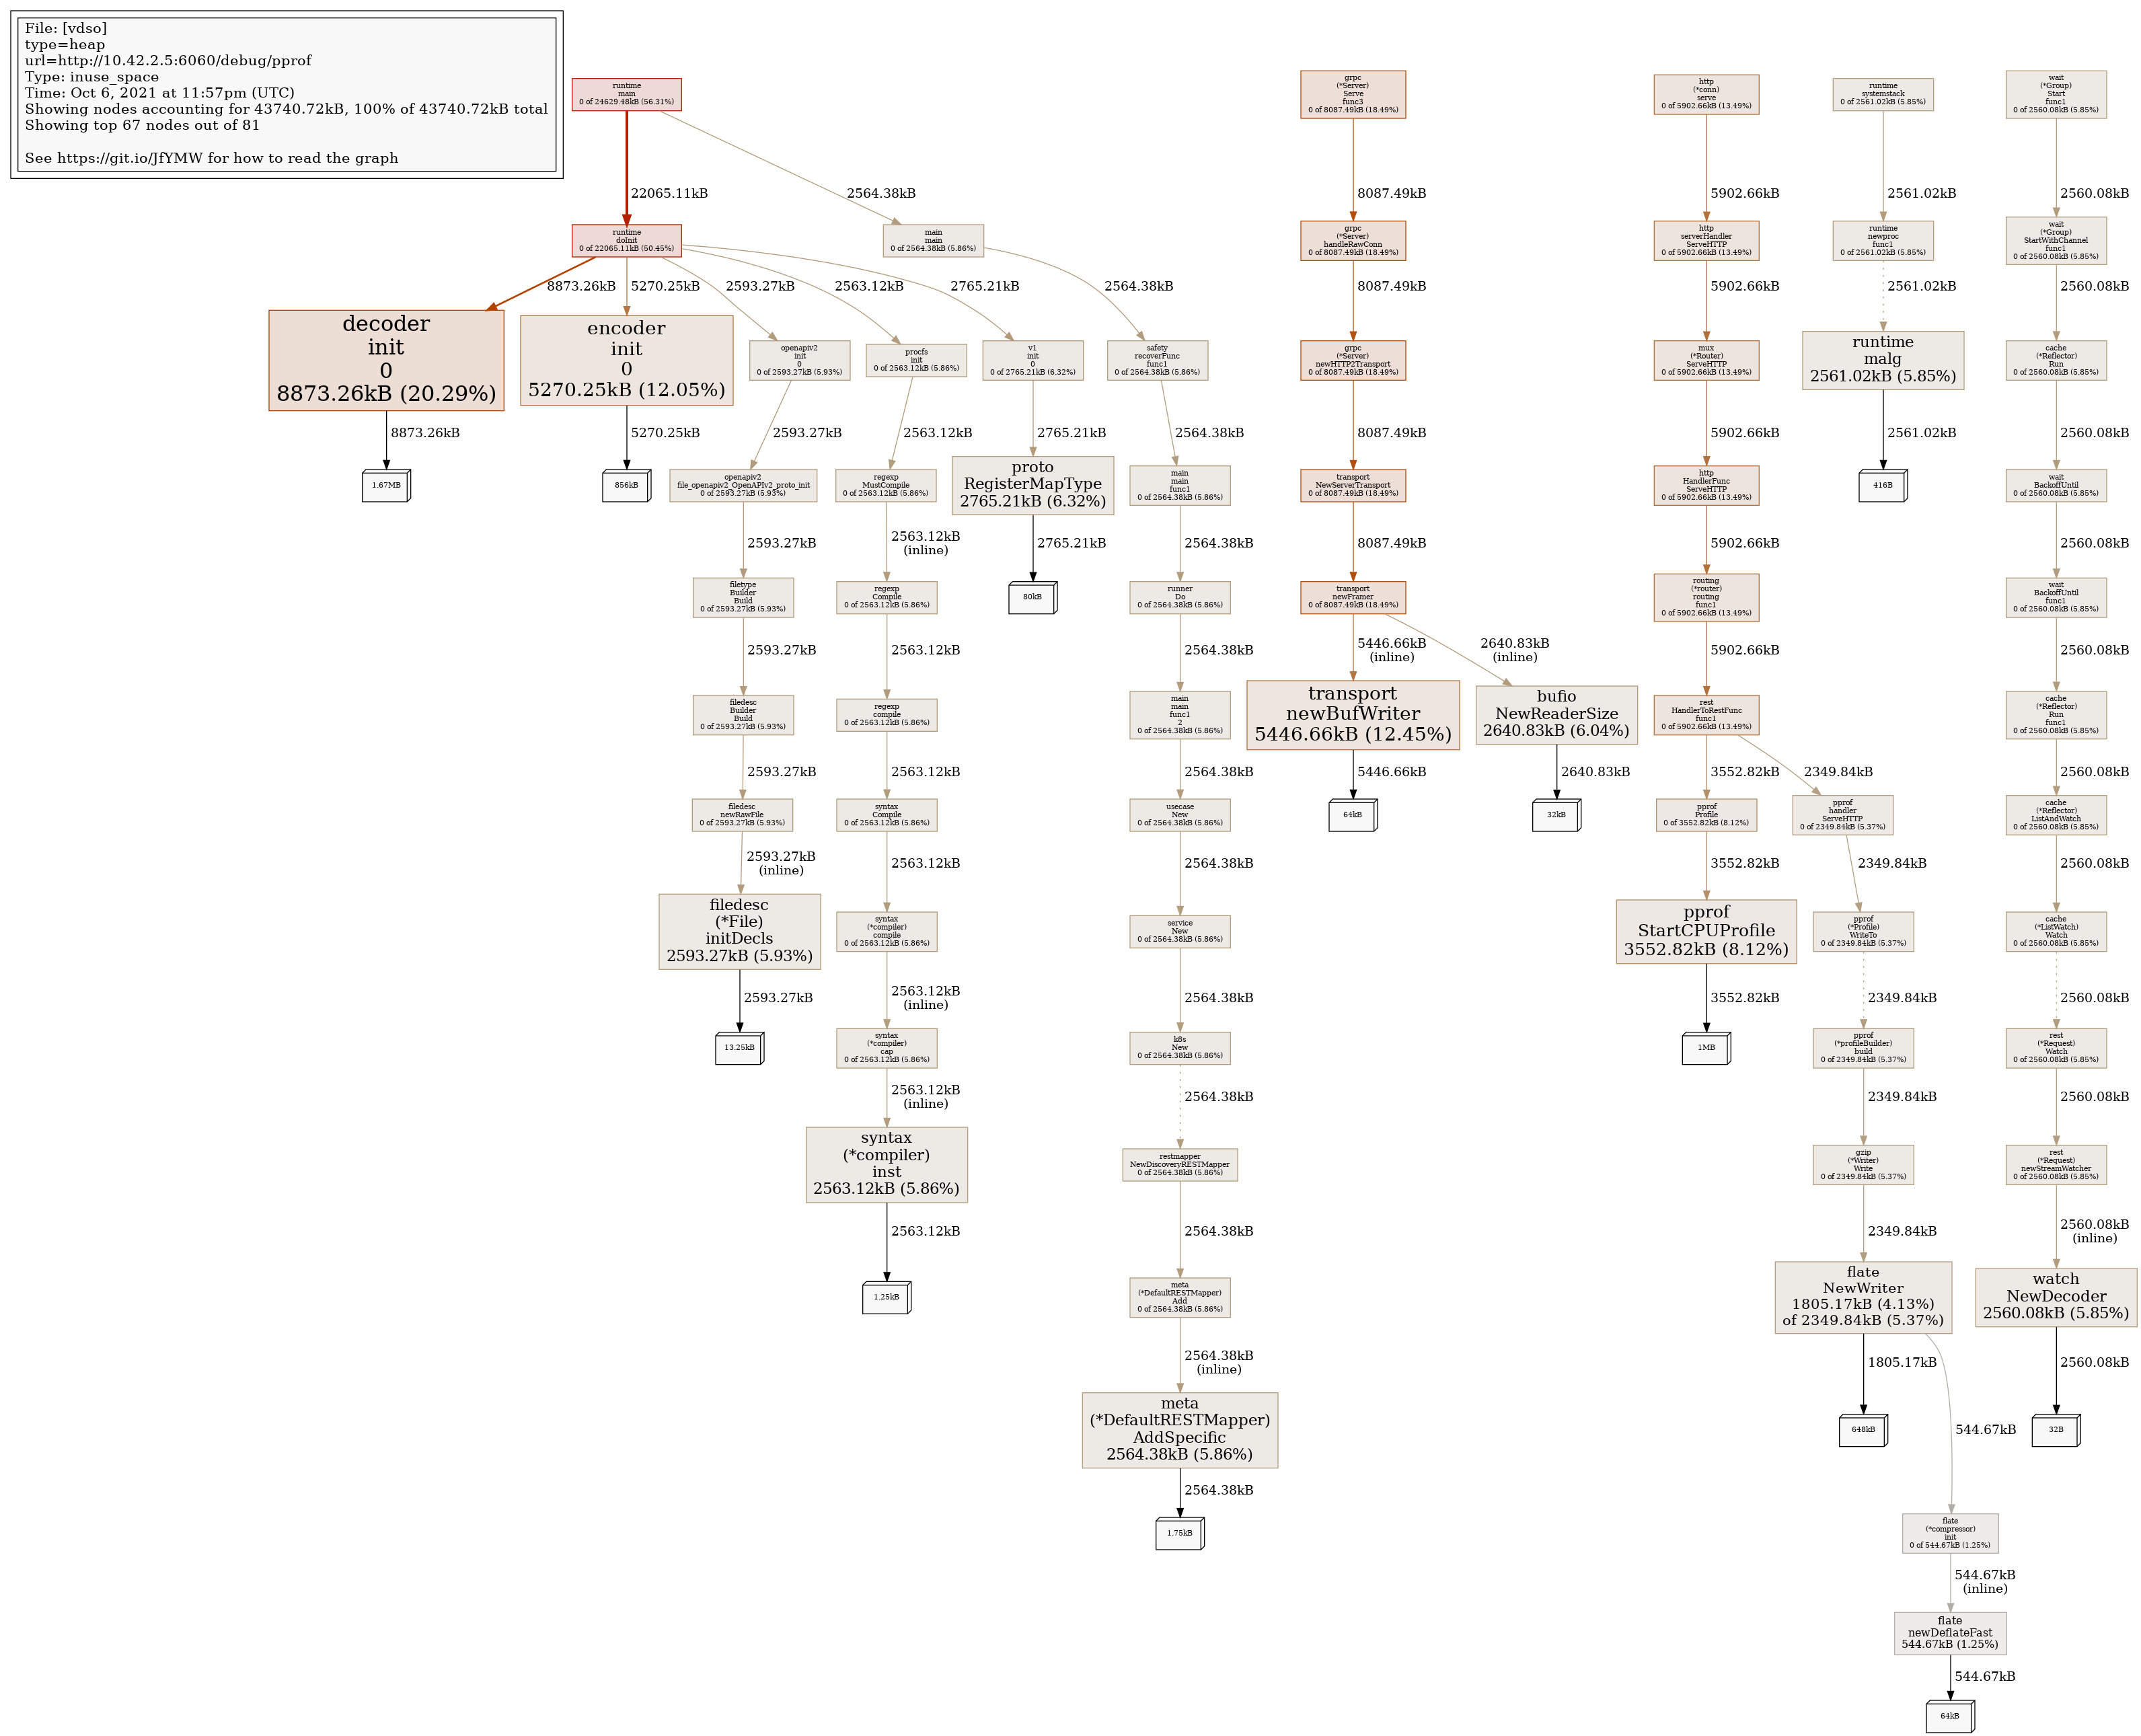 File: [vdso]
type=heap
url=http://10.42.2.5:6060/debug/pprof
Type: inuse_space
Time: Oct 6, 2021 at 11:57pm (UTC)
Showing nodes accounting for 43740.72kB, 100% of 43740.72kB total
Showing top 67 nodes out of 81
See https://git.io/JfYMW for how to read the graph
runtime
main
0 of 24629.48kB (56.31%)
22065.11kB
2564.38kB
runtime
doInit
0 of 22065.11kB (50.45%)
main
main
0 of 2564.38kB (5.86%)
8873.26kB
5270.25kB
2593.27kB
2563.12kB
2765.21kB
2564.38kB
decoder
init
0
8873.26kB (20.29%)
8873.26kB
1.67MB
encoder
init
0
5270.25kB (12.05%)
5270.25kB
856kB
openapiv2
init
0
0 of 2593.27kB (5.93%)
2593.27kB
openapiv2
file_openapiv2_OpenAPIv2_proto_init
0 of 2593.27kB (5.93%)
2593.27kB
filetype
Builder
Build
0 of 2593.27kB (5.93%)
2593.27kB
filedesc
Builder
Build
0 of 2593.27kB (5.93%)
2593.27kB
filedesc
newRawFile
0 of 2593.27kB (5.93%)
2593.27kB
(inline)
filedesc
(*File)
initDecls
2593.27kB (5.93%)
2593.27kB
13.25kB
procfs
init
0 of 2563.12kB (5.86%)
2563.12kB
regexp
MustCompile
0 of 2563.12kB (5.86%)
2563.12kB
(inline)
regexp
Compile
0 of 2563.12kB (5.86%)
2563.12kB
regexp
compile
0 of 2563.12kB (5.86%)
2563.12kB
syntax
Compile
0 of 2563.12kB (5.86%)
2563.12kB
syntax
(*compiler)
compile
0 of 2563.12kB (5.86%)
2563.12kB
(inline)
syntax
(*compiler)
cap
0 of 2563.12kB (5.86%)
2563.12kB
(inline)
syntax
(*compiler)
inst
2563.12kB (5.86%)
2563.12kB
1.25kB
v1
init
0
0 of 2765.21kB (6.32%)
2765.21kB
proto
RegisterMapType
2765.21kB (6.32%)
2765.21kB
80kB
safety
recoverFunc
func1
0 of 2564.38kB (5.86%)
2564.38kB
main
main
func1
0 of 2564.38kB (5.86%)
2564.38kB
runner
Do
0 of 2564.38kB (5.86%)
2564.38kB
main
main
func1
2
0 of 2564.38kB (5.86%)
2564.38kB
usecase
New
0 of 2564.38kB (5.86%)
2564.38kB
service
New
0 of 2564.38kB (5.86%)
2564.38kB
k8s
New
0 of 2564.38kB (5.86%)
2564.38kB
restmapper
NewDiscoveryRESTMapper
0 of 2564.38kB (5.86%)
2564.38kB
meta
(*DefaultRESTMapper)
Add
0 of 2564.38kB (5.86%)
2564.38kB
(inline)
meta
(*DefaultRESTMapper)
AddSpecific
2564.38kB (5.86%)
2564.38kB
1.75kB
grpc
(*Server)
Serve
func3
0 of 8087.49kB (18.49%)
8087.49kB
grpc
(*Server)
handleRawConn
0 of 8087.49kB (18.49%)
8087.49kB
grpc
(*Server)
newHTTP2Transport
0 of 8087.49kB (18.49%)
8087.49kB
transport
NewServerTransport
0 of 8087.49kB (18.49%)
8087.49kB
transport
newFramer
0 of 8087.49kB (18.49%)
5446.66kB
(inline)
2640.83kB
(inline)
transport
newBufWriter
5446.66kB (12.45%)
5446.66kB
64kB
bufio
NewReaderSize
2640.83kB (6.04%)
2640.83kB
32kB
http
(*conn)
serve
0 of 5902.66kB (13.49%)
5902.66kB
http
serverHandler
ServeHTTP
0 of 5902.66kB (13.49%)
5902.66kB
mux
(*Router)
ServeHTTP
0 of 5902.66kB (13.49%)
5902.66kB
http
HandlerFunc
ServeHTTP
0 of 5902.66kB (13.49%)
5902.66kB
routing
(*router)
routing
func1
0 of 5902.66kB (13.49%)
5902.66kB
rest
HandlerToRestFunc
func1
0 of 5902.66kB (13.49%)
3552.82kB
2349.84kB
pprof
Profile
0 of 3552.82kB (8.12%)
3552.82kB
pprof
StartCPUProfile
3552.82kB (8.12%)
3552.82kB
1MB
pprof
handler
ServeHTTP
0 of 2349.84kB (5.37%)
2349.84kB
pprof
(*Profile)
WriteTo
0 of 2349.84kB (5.37%)
2349.84kB
pprof
(*profileBuilder)
build
0 of 2349.84kB (5.37%)
2349.84kB
gzip
(*Writer)
Write
0 of 2349.84kB (5.37%)
2349.84kB
flate
NewWriter
1805.17kB (4.13%)
of 2349.84kB (5.37%)
1805.17kB
648kB
544.67kB
flate
(*compressor)
init
0 of 544.67kB (1.25%)
544.67kB
(inline)
flate
newDeflateFast
544.67kB (1.25%)
544.67kB
64kB
runtime
systemstack
0 of 2561.02kB (5.85%)
2561.02kB
runtime
newproc
func1
0 of 2561.02kB (5.85%)
2561.02kB
runtime
malg
2561.02kB (5.85%)
2561.02kB
416B
wait
(*Group)
Start
func1
0 of 2560.08kB (5.85%)
2560.08kB
wait
(*Group)
StartWithChannel
func1
0 of 2560.08kB (5.85%)
2560.08kB
cache
(*Reflector)
Run
0 of 2560.08kB (5.85%)
2560.08kB
wait
BackoffUntil
0 of 2560.08kB (5.85%)
2560.08kB
wait
BackoffUntil
func1
0 of 2560.08kB (5.85%)
2560.08kB
cache
(*Reflector)
Run
func1
0 of 2560.08kB (5.85%)
2560.08kB
cache
(*Reflector)
ListAndWatch
0 of 2560.08kB (5.85%)
2560.08kB
cache
(*ListWatch)
Watch
0 of 2560.08kB (5.85%)
2560.08kB
rest
(*Request)
Watch
0 of 2560.08kB (5.85%)
2560.08kB
rest
(*Request)
newStreamWatcher
0 of 2560.08kB (5.85%)
2560.08kB
(inline)
watch
NewDecoder
2560.08kB (5.85%)
2560.08kB
32B